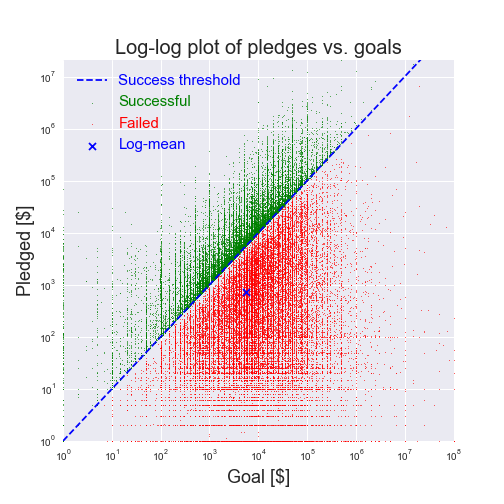 Log-log plot of pledges vs. goals
Success threshold
Successful
Failed
Log-mean
Pledged [$]
10^7
10^6
10^5
10^4
10^3
10^2
10^1
10^0
10^0 10^1 10^2 10^3 10^4 10^5 10^6 10^7 10^8
Goal [$]